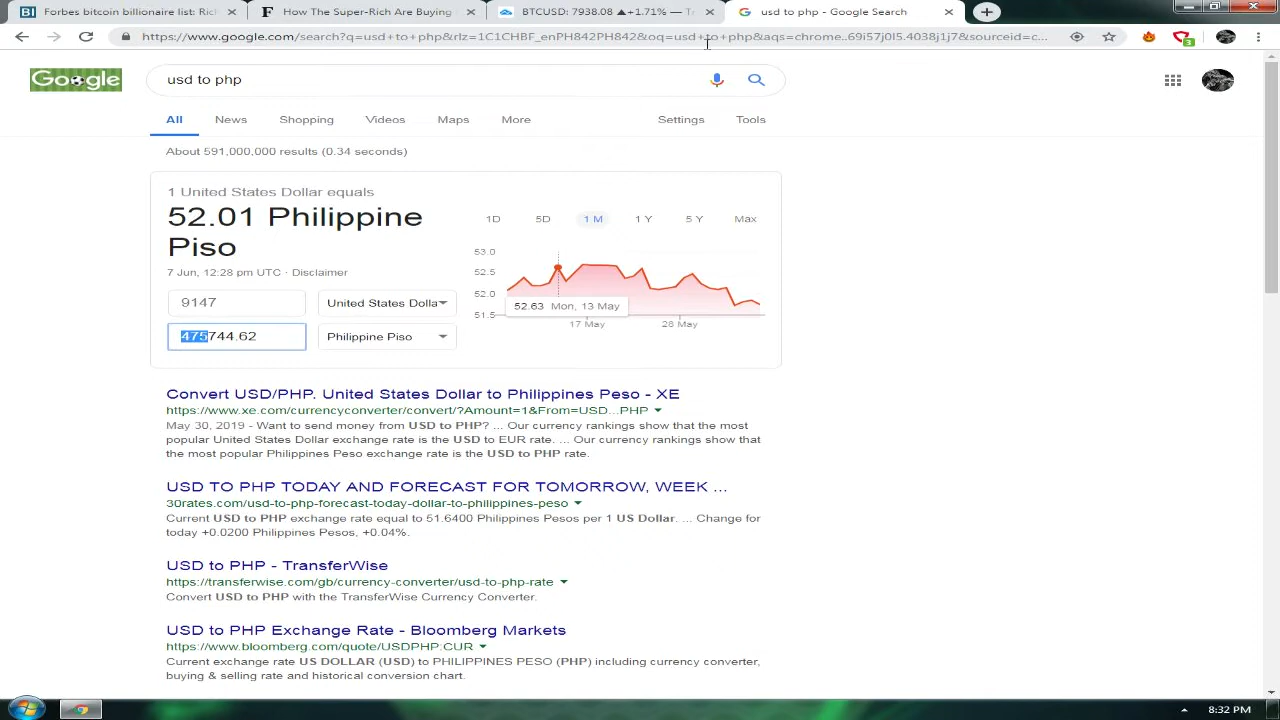 Forbes bitcoin billionaire list: Rich
How The Super-Rich Are Buying
BTCUSD: 7938.08 ▲+1.71% — Tr
usd to php - Google Search
https://www.google.com/search?q=usd+to+php&rlz=1C1CHBF_enPH842PH842&oq=usd+to+php&aqs=chrome..69i57j0l5.4038j1j7&sourceid=c...
3
Google
usd to php
All
News
Shopping
Videos
Maps
More
Settings
Tools
About 591,000,000 results (0.34 seconds)
1 United States Dollar equals
52.01 Philippine
Piso
7 Jun, 12:28 pm UTC · Disclaimer
9147
United States Dolla
475744.62
Philippine Piso
1D
5D
1 M
1 Y
5 Y
Max
53.0
52.5
52.0
51.5
52.63 Mon, 13 May
17 May
28 May
Convert USD/PHP. United States Dollar to Philippines Peso - XE
https://www.xe.com/currencyconverter/convert/?Amount=1&From=USD...PHP
May 30, 2019 - Want to send money from USD to PHP? ... Our currency rankings show that the most
popular United States Dollar exchange rate is the USD to EUR rate. ... Our currency rankings show that
the most popular Philippines Peso exchange rate is the USD to PHP rate.
USD TO PHP TODAY AND FORECAST FOR TOMORROW, WEEK ...
30rates.com/usd-to-php-forecast-today-dollar-to-philippines-peso
Current USD to PHP exchange rate equal to 51.6400 Philippines Pesos per 1 US Dollar. ... Change for
today +0.0200 Philippines Pesos, +0.04%.
USD to PHP - TransferWise
https://transferwise.com/gb/currency-converter/usd-to-php-rate
Convert USD to PHP with the TransferWise Currency Converter.
USD to PHP Exchange Rate - Bloomberg Markets
https://www.bloomberg.com/quote/USDPHP:CUR
Current exchange rate US DOLLAR (USD) to PHILIPPINES PESO (PHP) including currency converter,
buying & selling rate and historical conversion chart.
8:32 PM